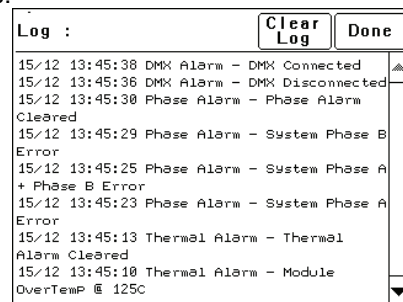 Log :
Clear
Log
Done
15/12 13:45:38 DMX Alarm - DMX Connected
15/12 13:45:36 DMX Alarm - DMX Disconnected
15/12 13:45:30 Phase Alarm - Phase Alarm
Cleared
15/12 13:45:29 Phase Alarm - System Phase B
Error
15/12 13:45:25 Phase Alarm - System Phase A
+ Phase B Error
15/12 13:45:23 Phase Alarm - System Phase A
Error
15/12 13:45:13 Thermal Alarm - Thermal
Alarm Cleared
15/12 13:45:10 Thermal Alarm - Module
OverTemP @ 125C